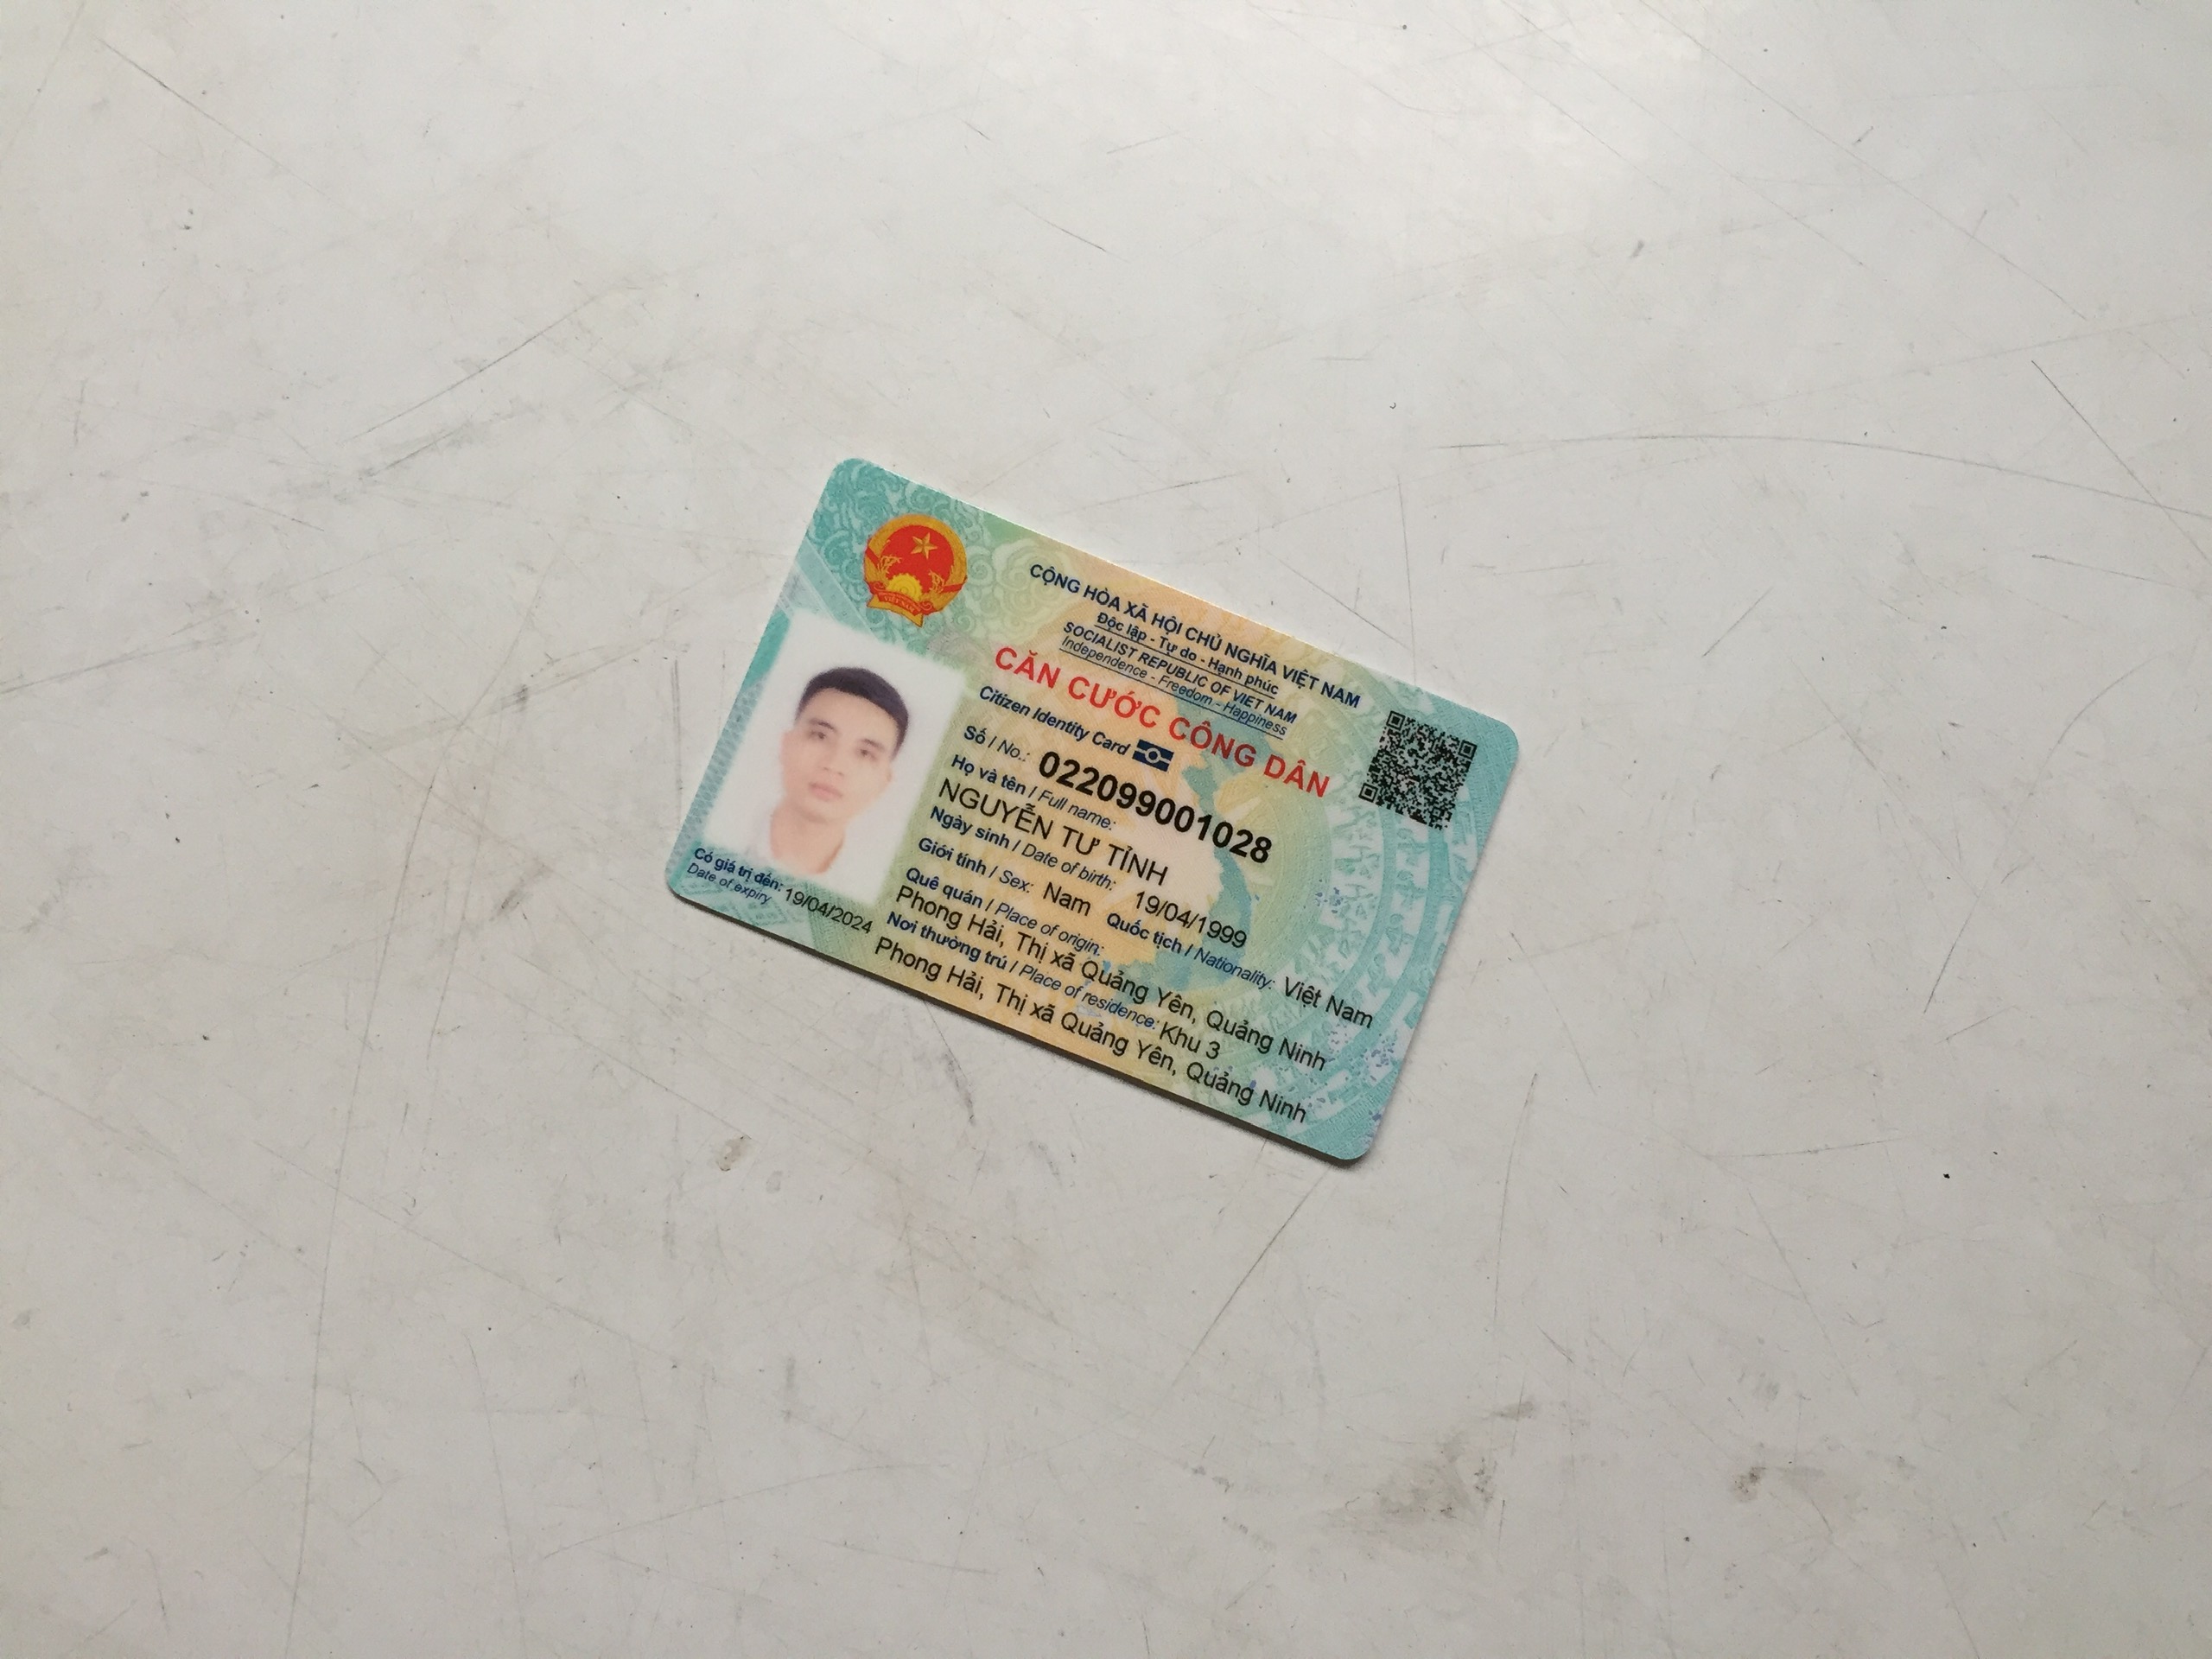 CỘNG HÒA XÃ HỘI CHỦ NGHĨA VIỆT NAM
Độc lập - Tự do - Hạnh phúc
SOCIALIST REPUBLIC OF VIET NAM
Independence - Freedom - Happiness
CĂN CƯỚC CÔNG DÂN
Citizen Identity Card
Số / No.: 022099001028
Họ và tên / Full name:
NGUYỄN TƯ TỈNH
Ngày sinh / Date of birth: 19/04/1999
Giới tính / Sex: Nam Quốc tịch / Nationality: Việt Nam
Quê quán / Place of origin:
Phong Hải, Thị xã Quảng Yên, Quảng Ninh
Nơi thường trú / Place of residence: Khu 3
Phong Hải, Thị xã Quảng Yên, Quảng Ninh
Có giá trị đến: 19/04/2024
Date of expiry